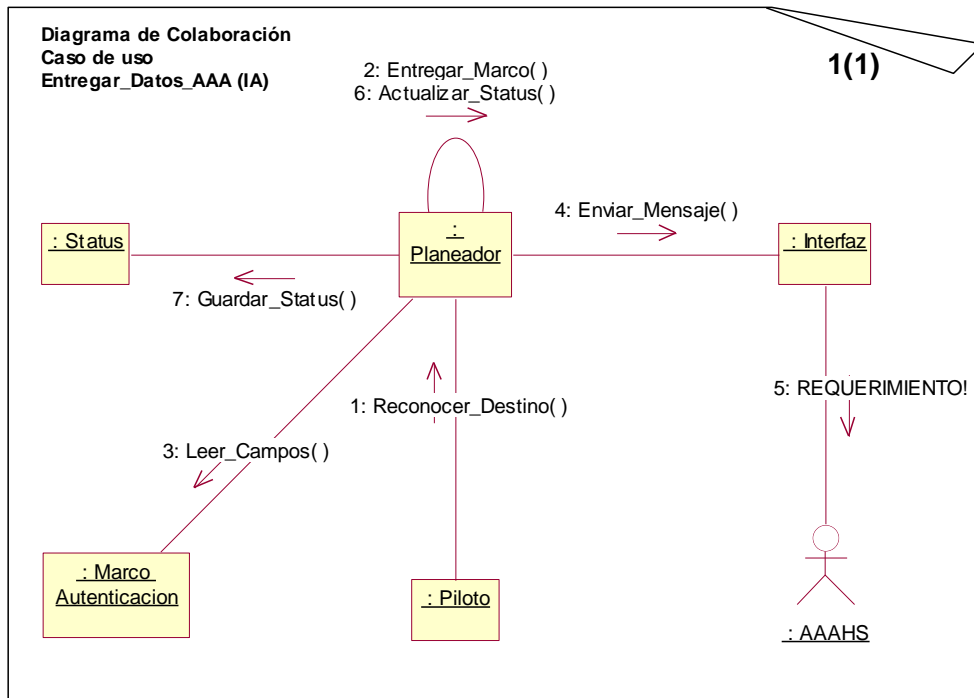 Diagrama de Colaboración
Caso de uso
Entregar_Datos_AAA (IA)
1(1)
2: Entregar_Marco( )
6: Actualizar_Status( )
4: Enviar_Mensaje( )
: Status
:
Planeador
: Interfaz
7: Guardar_Status( )
5: REQUERIMIENTO!
1: Reconocer_Destino( )
3: Leer_Campos( )
: Marco
Autenticacion
: Piloto
: AAAHS